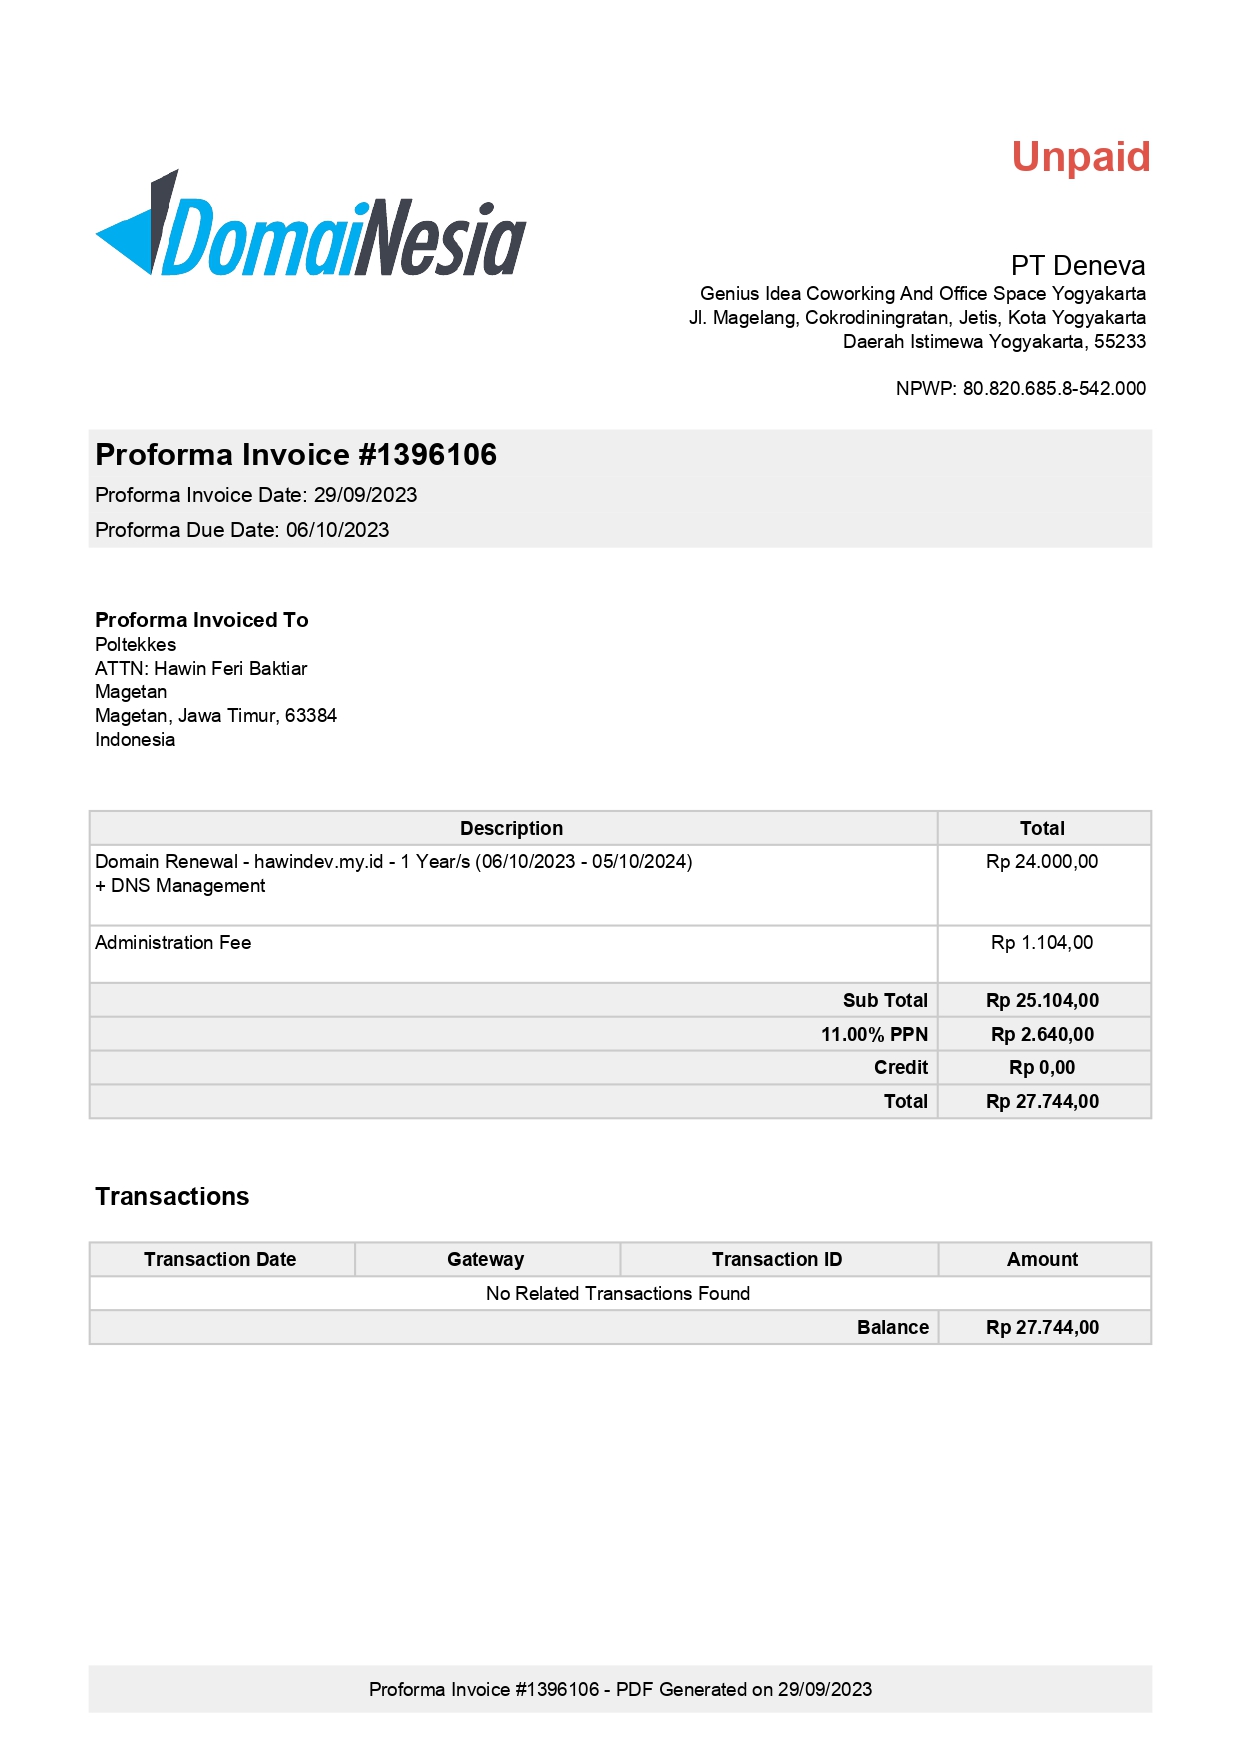 Unpaid
DomaiNesia
PT Deneva
Genius Idea Coworking And Office Space Yogyakarta
Jl. Magelang, Cokrodiningratan, Jetis, Kota Yogyakarta
Daerah Istimewa Yogyakarta, 55233
NPWP: 80.820.685.8-542.000
Proforma Invoice #1396106
Proforma Invoice Date: 29/09/2023
Proforma Due Date: 06/10/2023
Proforma Invoiced To
Poltekkes
ATTN: Hawin Feri Baktiar
Magetan
Magetan, Jawa Timur, 63384
Indonesia
Description Total
Domain Renewal - hawindev.my.id - 1 Year/s (06/10/2023 - 05/10/2024) Rp 24.000,00
+ DNS Management
Administration Fee Rp 1.104,00
Sub Total Rp 25.104,00
11.00% PPN Rp 2.640,00
Credit Rp 0,00
Total Rp 27.744,00
Transactions
Transaction Date Gateway Transaction ID Amount
No Related Transactions Found
Balance Rp 27.744,00
Proforma Invoice #1396106 - PDF Generated on 29/09/2023